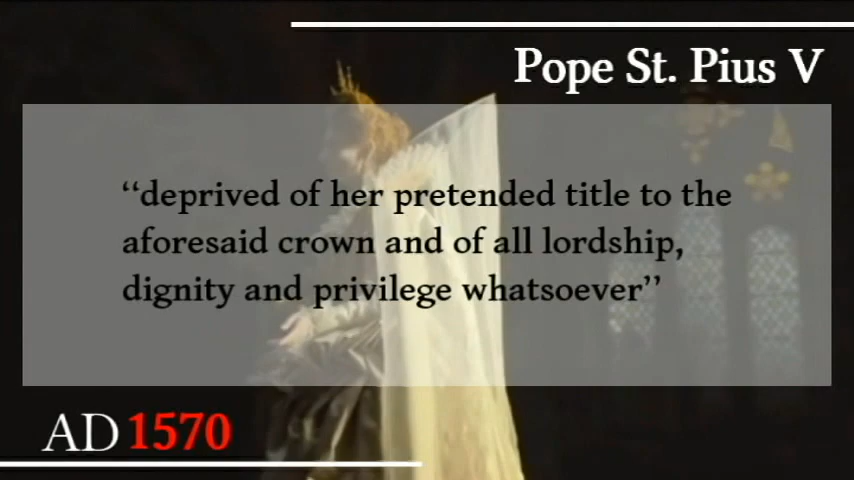 Pope St. Pius V
‘‘deprived of her pretended title to the
aforesaid crown and of all lordship,
dignity and privilege whatsoever’’
AD 1570